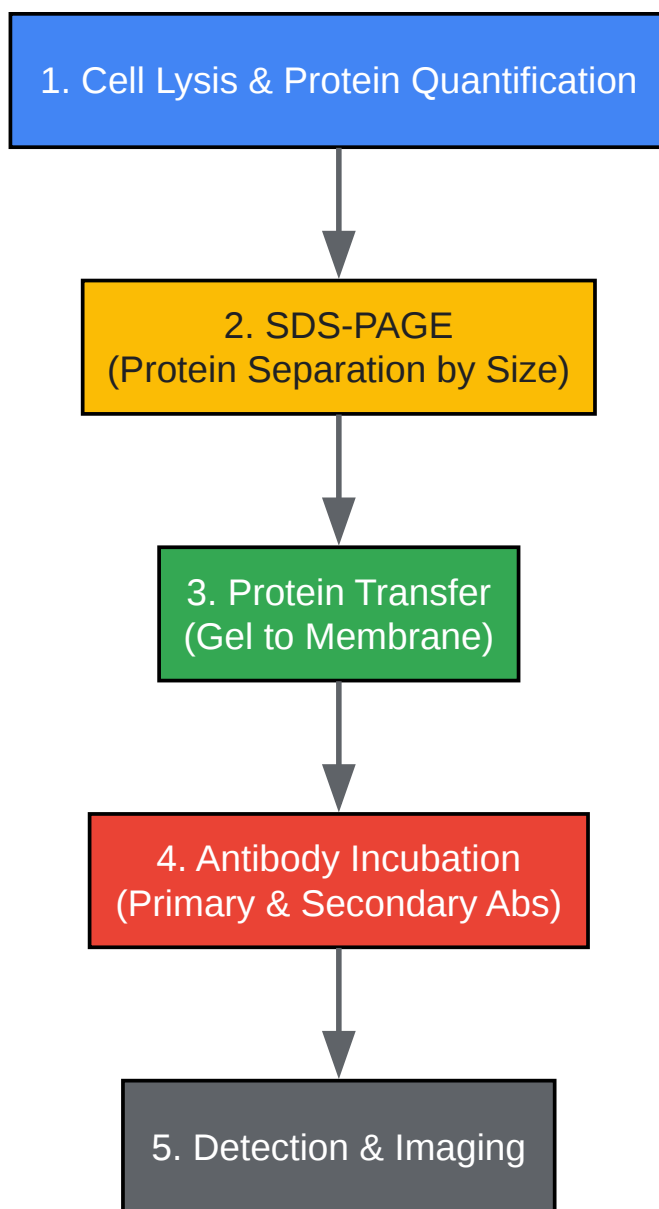 1. Cell Lysis & Protein Quantification
2. SDS-PAGE
(Protein Separation by Size)
3. Protein Transfer
(Gel to Membrane)
4. Antibody Incubation
(Primary & Secondary Abs)
5. Detection & Imaging